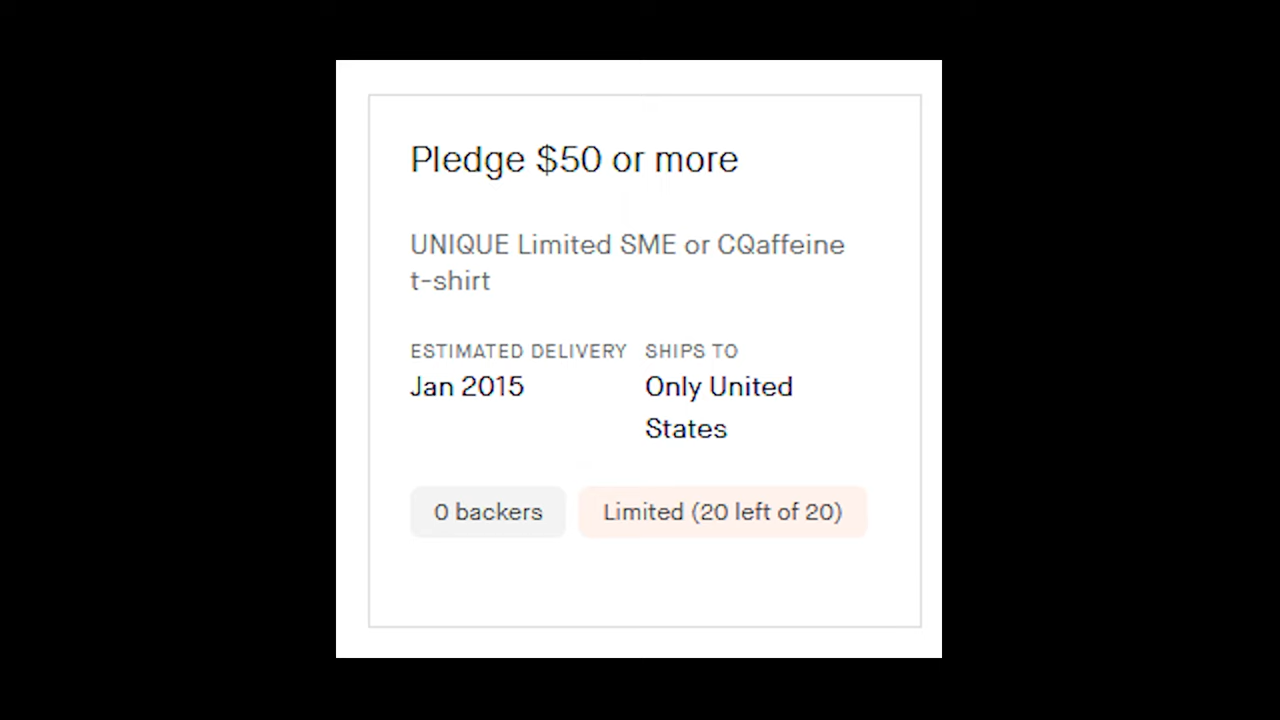 Pledge $50 or more
UNIQUE Limited SME or CQaffeine
t-shirt
ESTIMATED DELIVERY SHIPS TO
Jan 2015 Only United
States
0 backers Limited (20 left of 20)